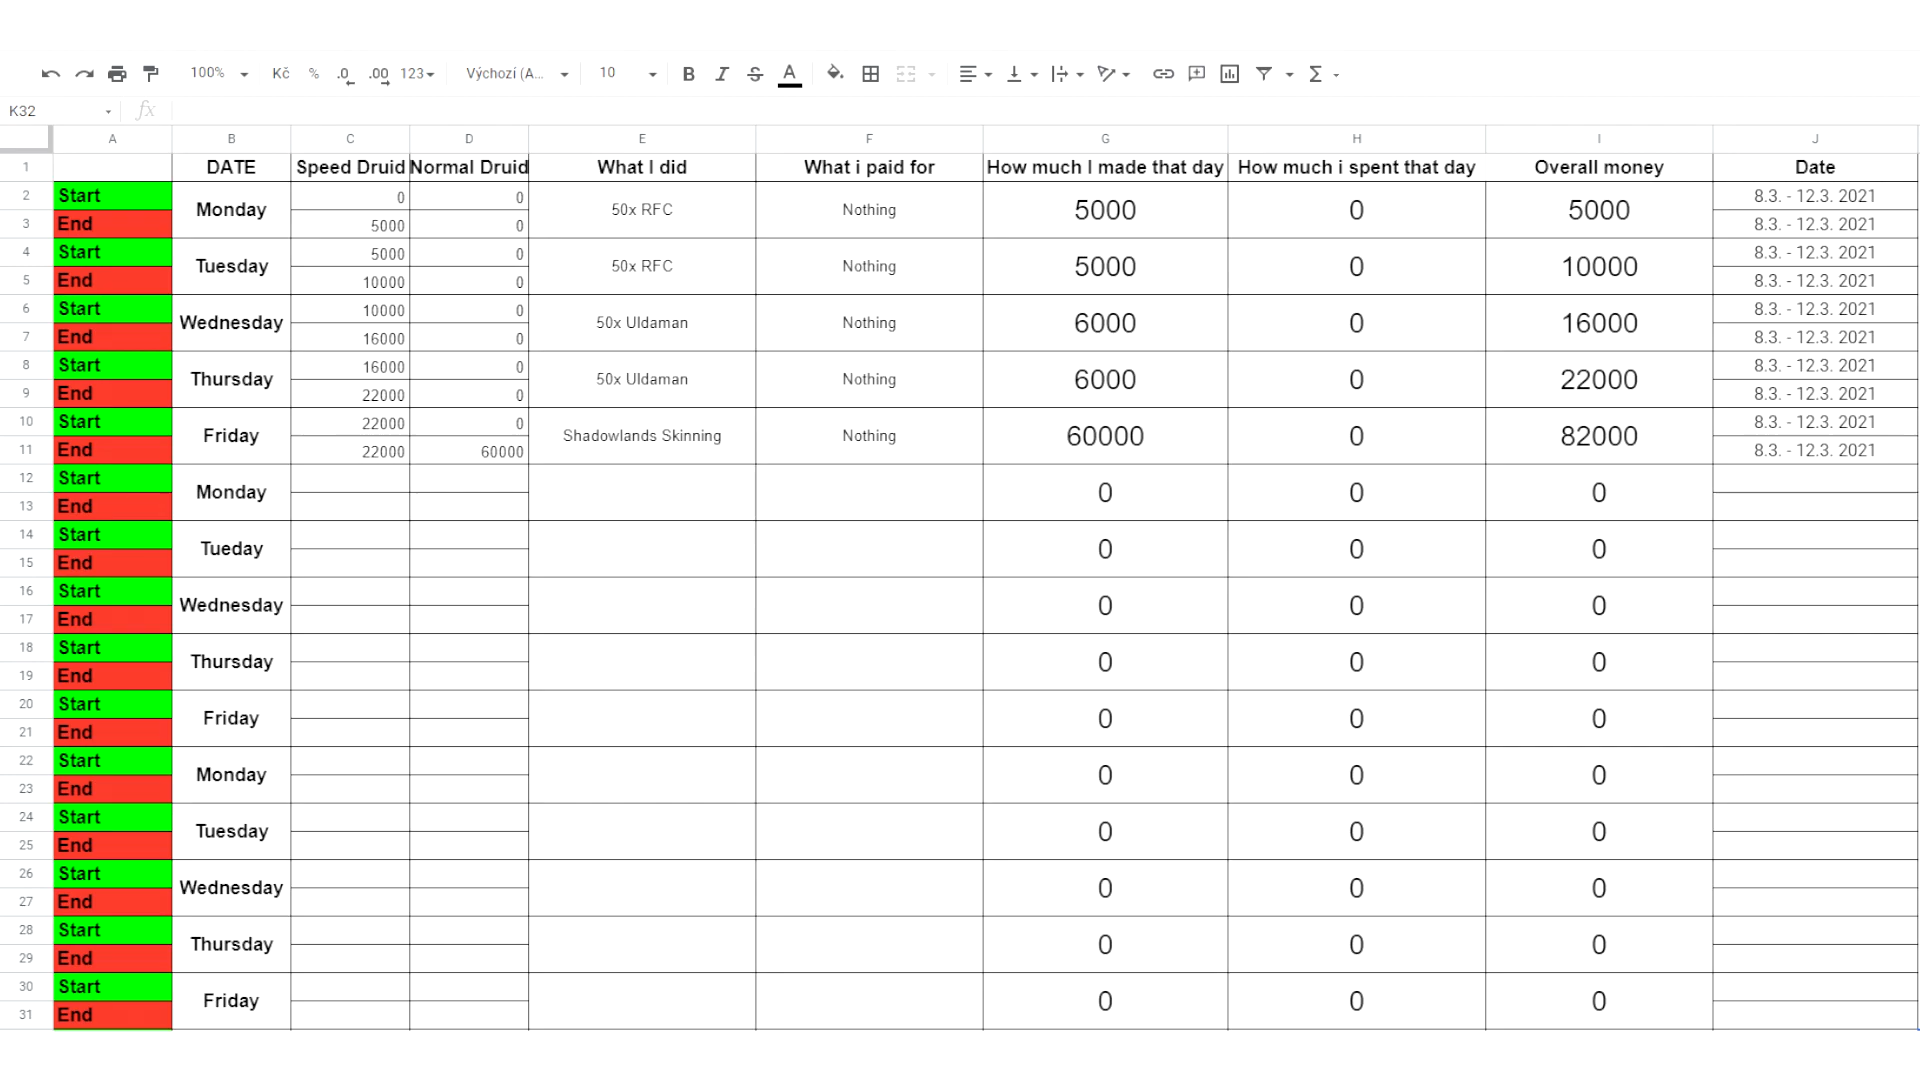 100% Kč % .0 .00 123 Výchozí (A... 10 B I S A
K32 fx
A B C D E F G H I J
1 DATE Speed Druid Normal Druid What I did What i paid for How much I made that day How much i spent that day Overall money Date
2 Start Monday 0 0 50x RFC Nothing 5000 0 5000 8.3. - 12.3. 2021
3 End 5000 0 8.3. - 12.3. 2021
4 Start Tuesday 5000 0 50x RFC Nothing 5000 0 10000 8.3. - 12.3. 2021
5 End 10000 0 8.3. - 12.3. 2021
6 Start Wednesday 10000 0 50x Uldaman Nothing 6000 0 16000 8.3. - 12.3. 2021
7 End 16000 0 8.3. - 12.3. 2021
8 Start Thursday 16000 0 50x Uldaman Nothing 6000 0 22000 8.3. - 12.3. 2021
9 End 22000 0 8.3. - 12.3. 2021
10 Start Friday 22000 0 Shadowlands Skinning Nothing 60000 0 82000 8.3. - 12.3. 2021
11 End 22000 60000 8.3. - 12.3. 2021
12 Start Monday 0 0 0
13 End
14 Start Tueday 0 0 0
15 End
16 Start Wednesday 0 0 0
17 End
18 Start Thursday 0 0 0
19 End
20 Start Friday 0 0 0
21 End
22 Start Monday 0 0 0
23 End
24 Start Tuesday 0 0 0
25 End
26 Start Wednesday 0 0 0
27 End
28 Start Thursday 0 0 0
29 End
30 Start Friday 0 0 0
31 End